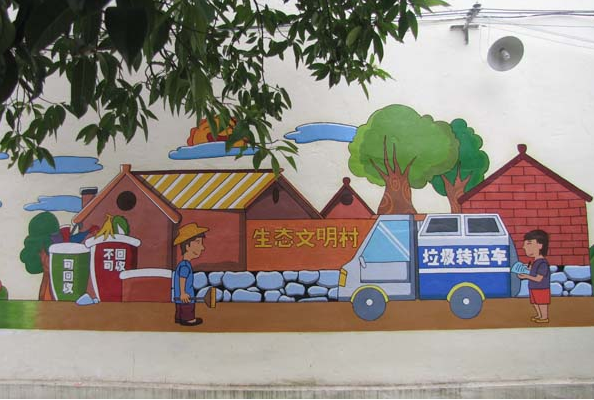 可回收
不可
回收
生态文明村
垃圾转运车